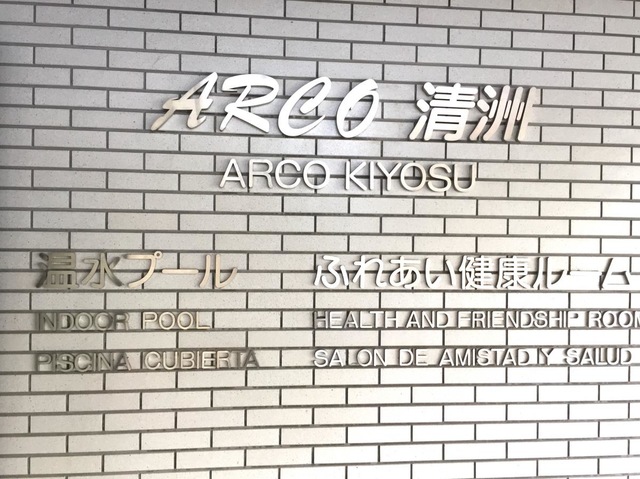 ARCO 清洲
ARCO KIYOSU
温水プール
INDOOR POOL
PISCINA CUBIERTA
ふれあい健康ルーム
HEALTH AND FRIENDSHIP ROOM
SALON DE AMISTAD Y SALUD